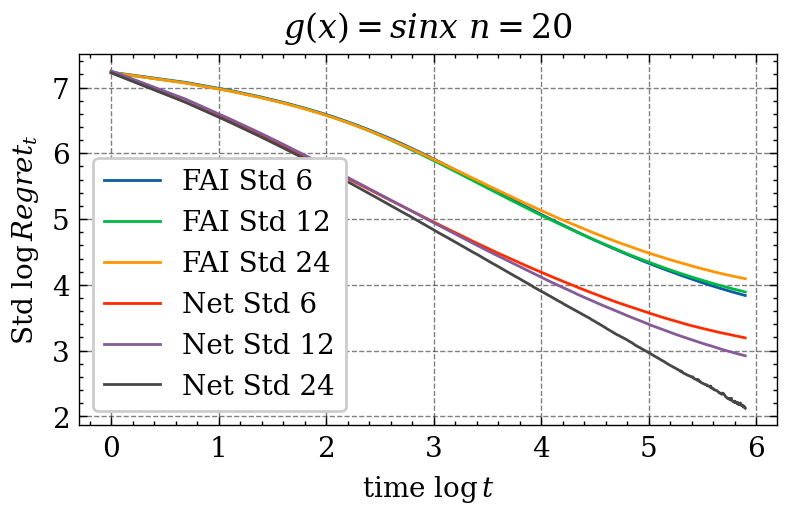 g(x) = sinx n = 20
Std log Regret_t
7
6
5
4
3
2
FAI Std 6
FAI Std 12
FAI Std 24
Net Std 6
Net Std 12
Net Std 24
0 1 2 3 4 5 6
time log t